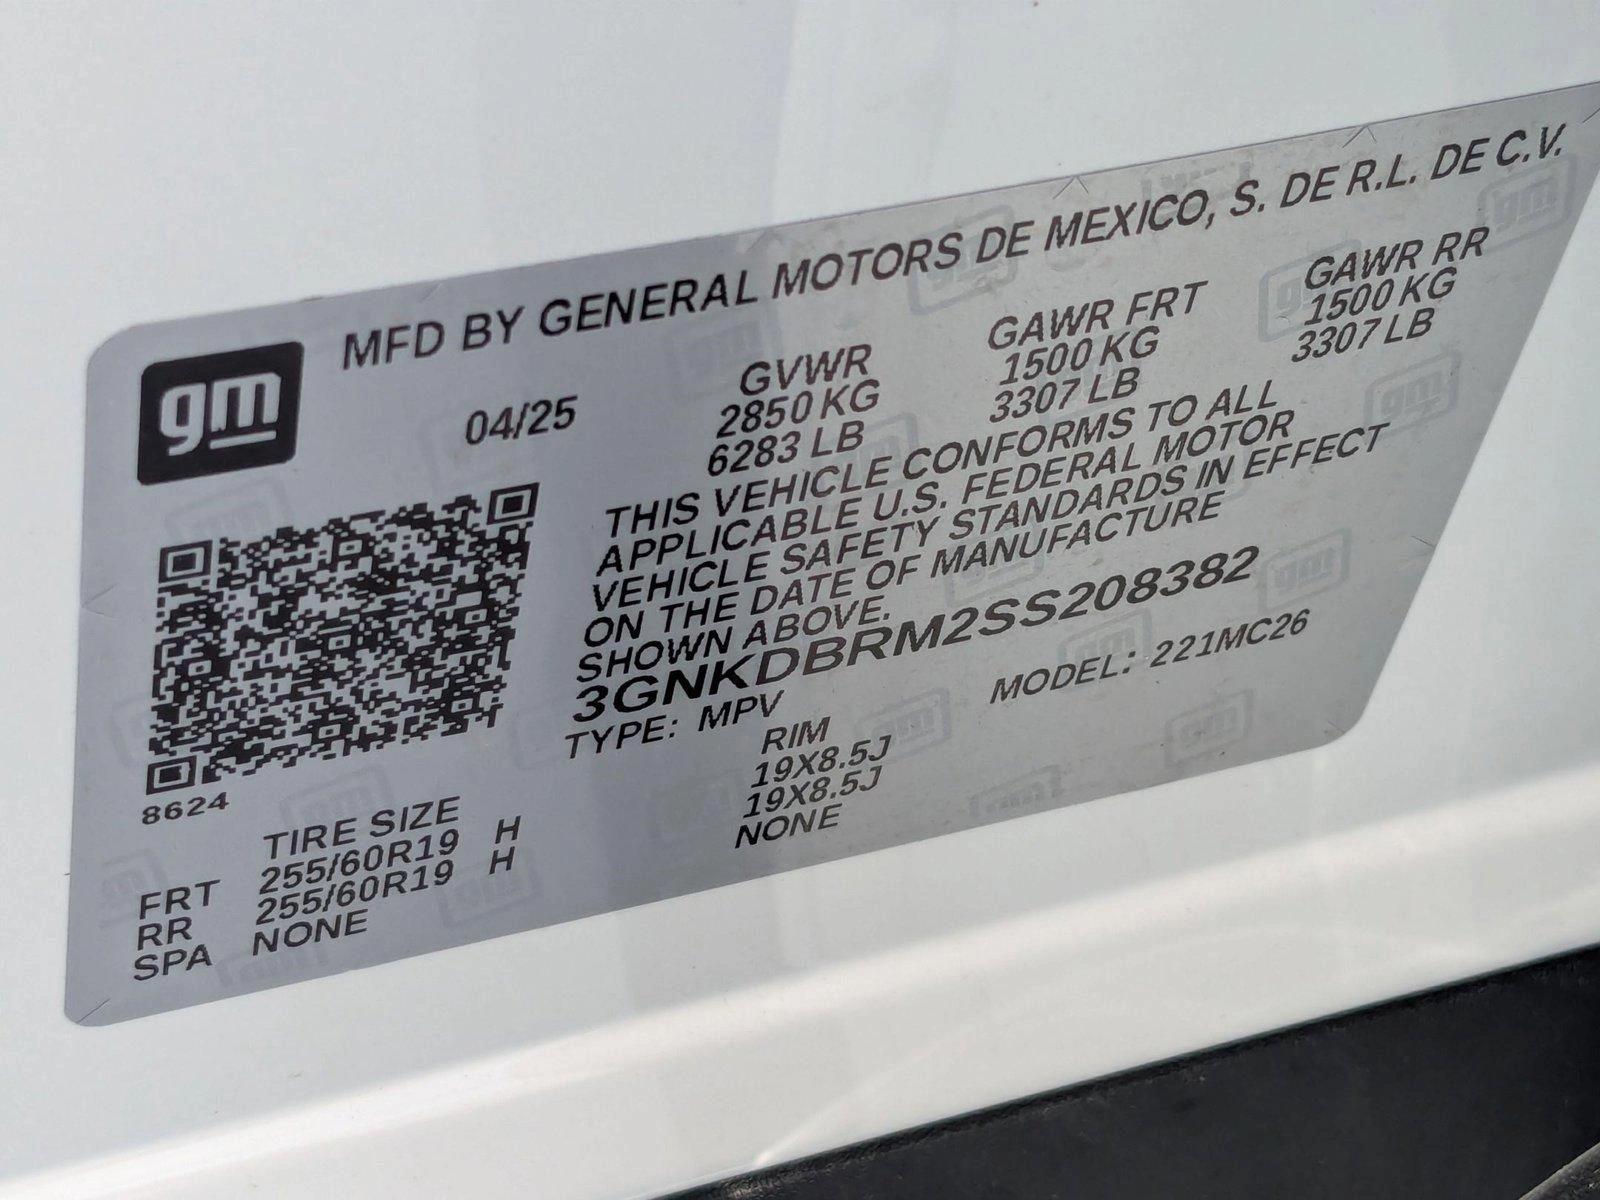 MFD BY GENERAL MOTORS DE MEXICO, S. DE R.L. DE C.V.
gm
04/25
GVWR GAWR FRT GAWR RR
2850 KG 1500 KG 1500 KG
6283 LB 3307 LB 3307 LB
THIS VEHICLE CONFORMS TO ALL
APPLICABLE U.S. FEDERAL MOTOR
VEHICLE SAFETY STANDARDS IN EFFECT
ON THE DATE OF MANUFACTURE
SHOWN ABOVE.
3GNKDBRM2SS208382
TYPE: MPV MODEL: 221MC26
8624
TIRE SIZE RIM
FRT 255/60R19 H 19X8.5J
RR 255/60R19 H 19X8.5J
SPA NONE NONE